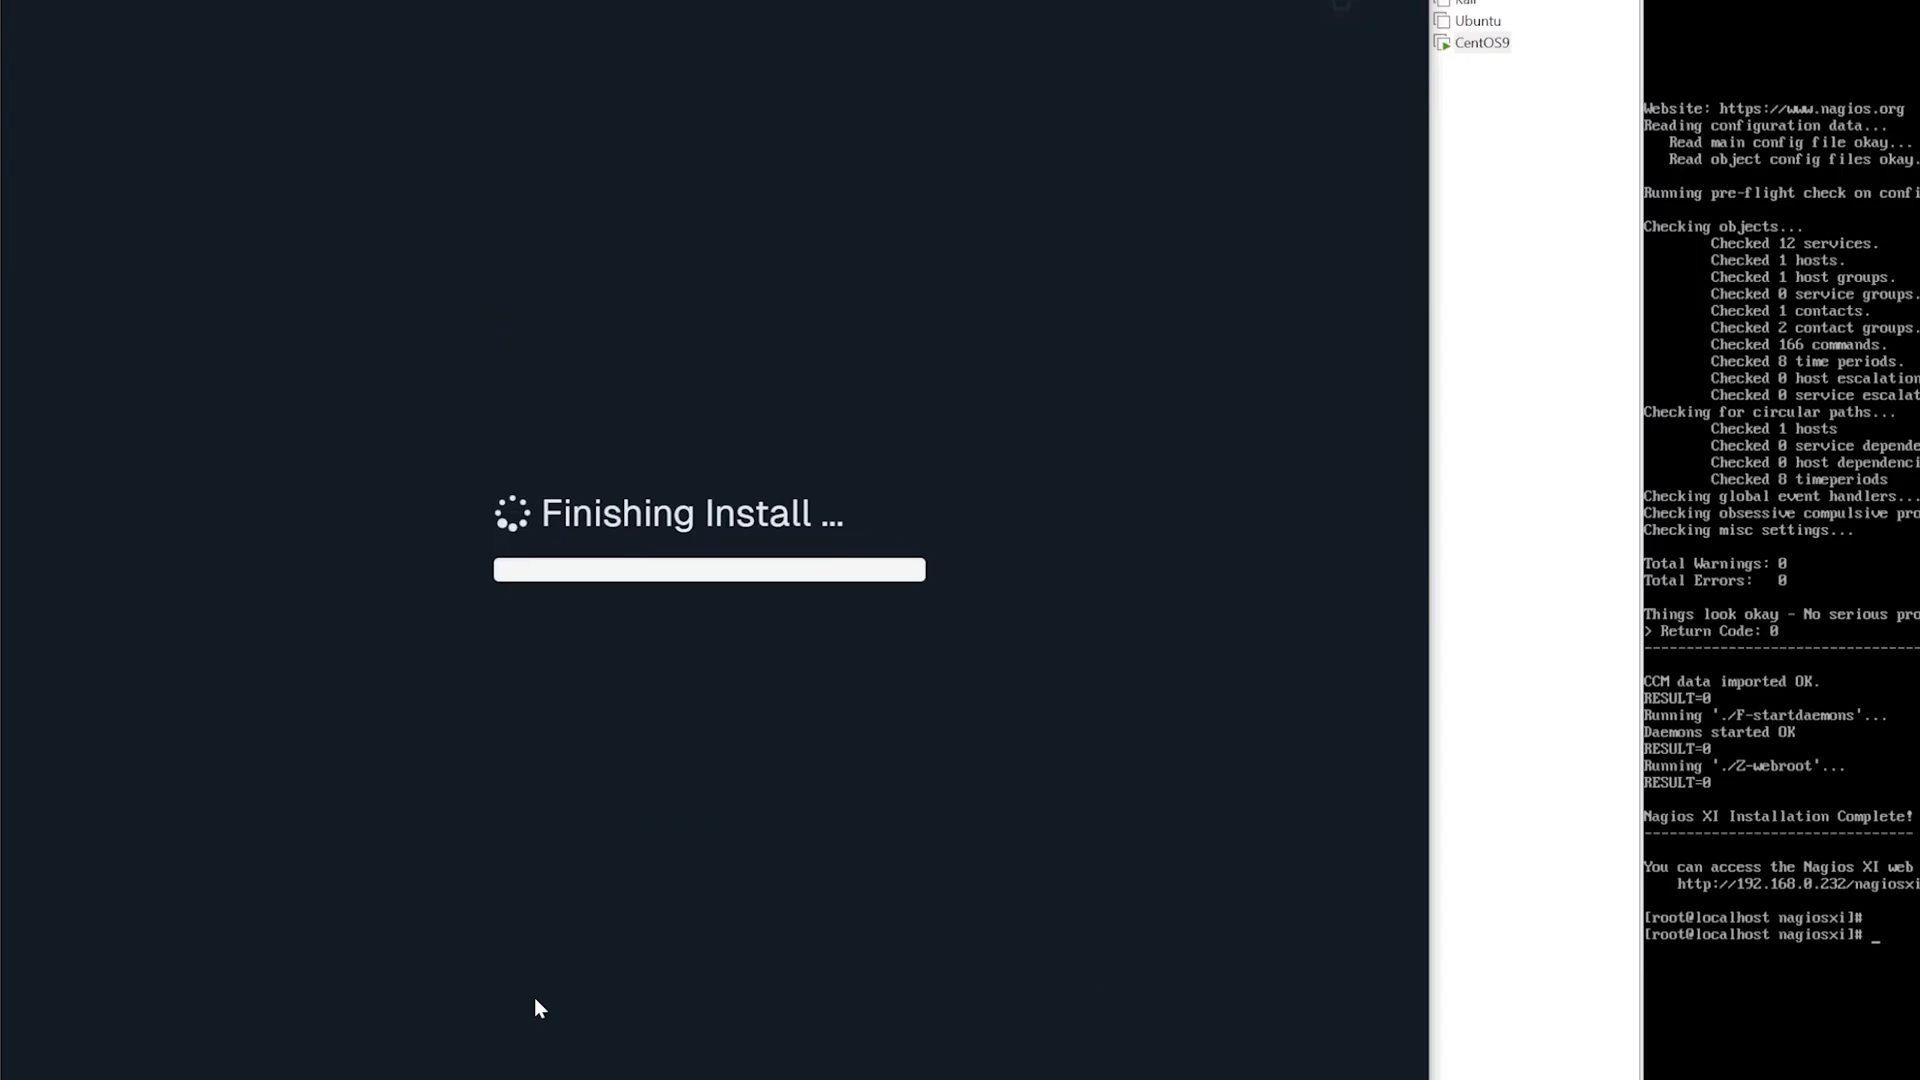 Finishing Install ...
Kali
Ubuntu
CentOS9
Website: https://www.nagios.org
Reading configuration data...
Read main config file okay...
Read object config files okay.
Running pre-flight check on confi
Checking objects...
Checked 12 services.
Checked 1 hosts.
Checked 1 host groups.
Checked 0 service groups.
Checked 1 contacts.
Checked 2 contact groups.
Checked 166 commands.
Checked 8 time periods.
Checked 0 host escalation
Checked 0 service escalat
Checking for circular paths...
Checked 1 hosts
Checked 0 service depende
Checked 0 host dependenci
Checked 8 timeperiods
Checking global event handlers...
Checking obsessive compulsive pro
Checking misc settings...
Total Warnings: 0
Total Errors:   0
Things look okay - No serious pro
> Return Code: 0
---------------------------------
CCM data imported OK.
RESULT=0
Running './F-startdaemons'...
Daemons started OK
RESULT=0
Running './Z-webroot'...
RESULT=0
Nagios XI Installation Complete!
--------------------------------
You can access the Nagios XI web
http://192.168.0.232/nagiosxi
[root@localhost nagiosxi]#
[root@localhost nagiosxi]# _